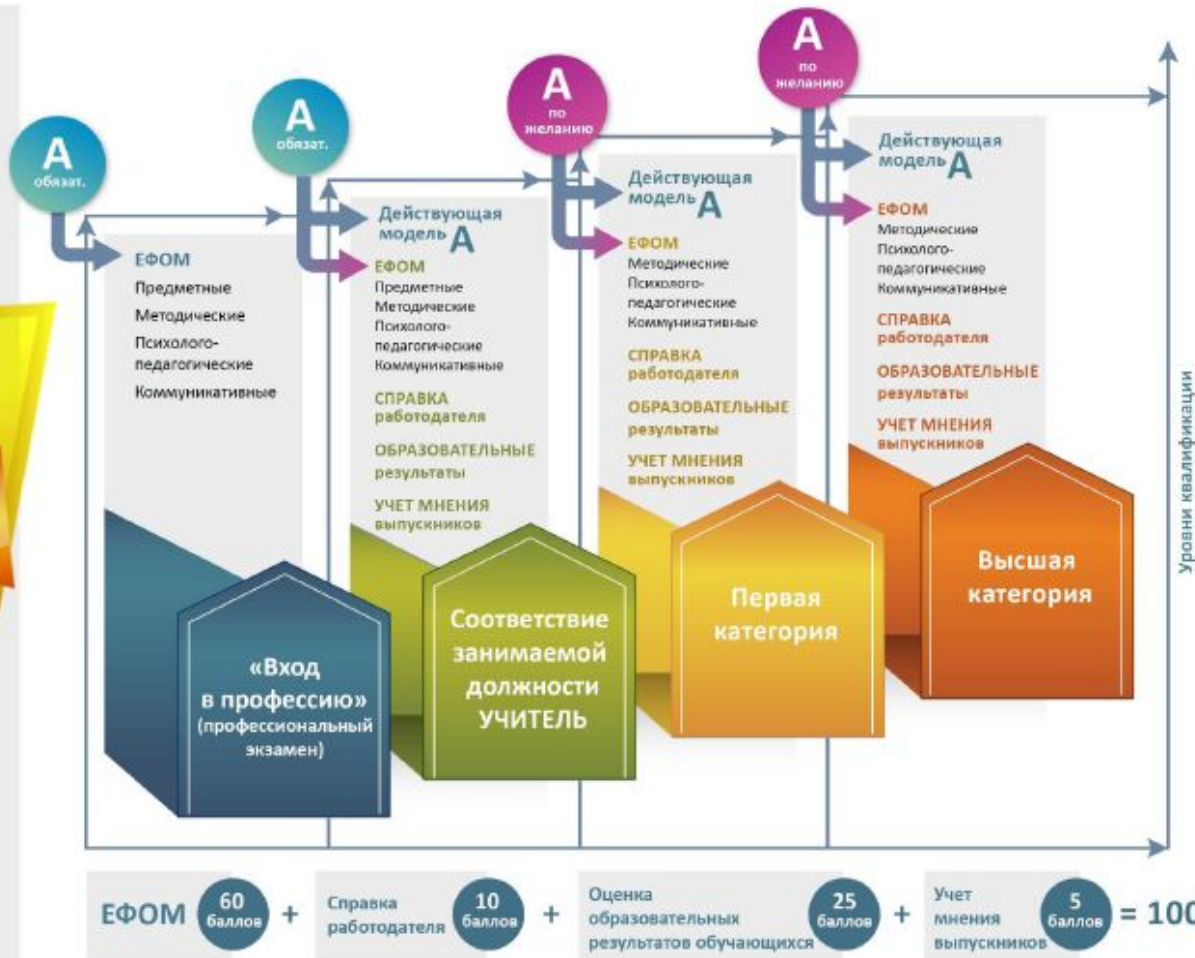 А
обязат.
ЕФОМ
Предметные
Методические
Психолого-
педагогические
Коммуникативные
«Вход
в профессию»
(профессиональный
экзамен)
А
обязат.
Действующая
модель А
ЕФОМ
Предметные
Методические
Психолого-
педагогические
Коммуникативные
СПРАВКА
работодателя
ОБРАЗОВАТЕЛЬНЫЕ
результаты
УЧЕТ МНЕНИЯ
выпускников
Соответствие
занимаемой
должности
УЧИТЕЛЬ
А
по
желанию
Действующая
модель А
ЕФОМ
Методические
Психолого-
педагогические
Коммуникативные
СПРАВКА
работодателя
ОБРАЗОВАТЕЛЬНЫЕ
результаты
УЧЕТ МНЕНИЯ
выпускников
Первая
категория
А
по
желанию
Действующая
модель А
ЕФОМ
Методические
Психолого-
педагогические
Коммуникативные
СПРАВКА
работодателя
ОБРАЗОВАТЕЛЬНЫЕ
результаты
УЧЕТ МНЕНИЯ
выпускников
Высшая
категория
Уровни квалификации
ЕФОМ
60
баллов
+
Справка
работодателя
10
баллов
+
Оценка
образовательных
результатов обучающихся
25
баллов
+
Учет
мнения
выпускников
5
баллов
= 100